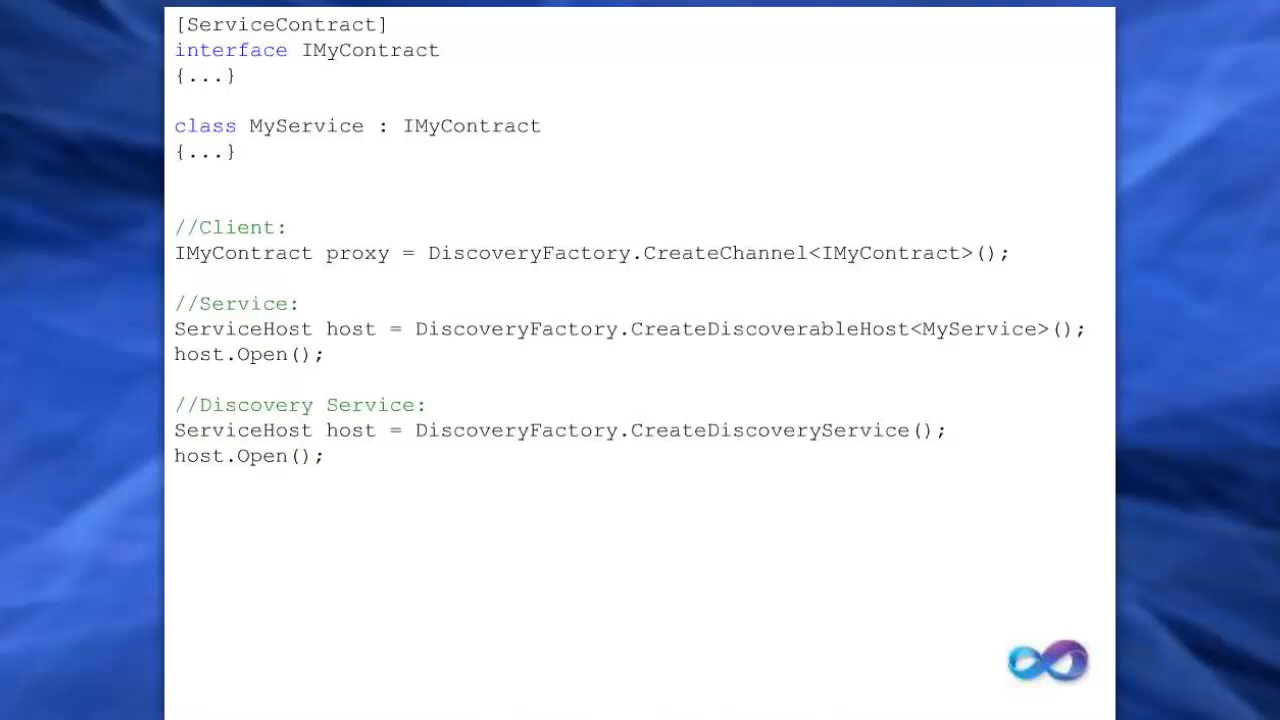 [ServiceContract]
interface IMyContract
{...}
class MyService : IMyContract
{...}
//Client:
IMyContract proxy = DiscoveryFactory.CreateChannel<IMyContract>();
//Service:
ServiceHost host = DiscoveryFactory.CreateDiscoverableHost<MyService>();
host.Open();
//Discovery Service:
ServiceHost host = DiscoveryFactory.CreateDiscoveryService();
host.Open();